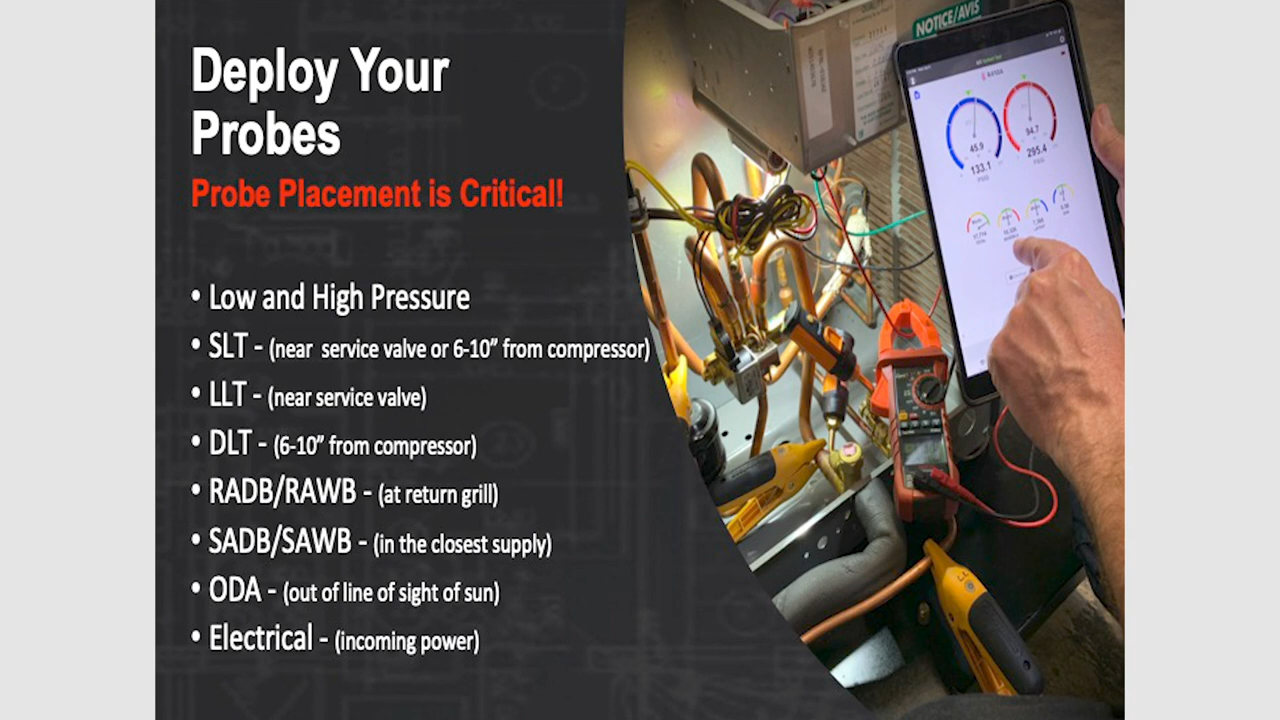 Deploy Your
Probes
Probe Placement is Critical!
• Low and High Pressure
• SLT - (near service valve or 6-10” from compressor)
• LLT - (near service valve)
• DLT - (6-10” from compressor)
• RADB/RAWB - (at return grill)
• SADB/SAWB - (in the closest supply)
• ODA - (out of line of sight of sun)
• Electrical - (incoming power)
NOTICE/AVIS
45.9
133.1
PSIG
94.7
295.4
PSIG